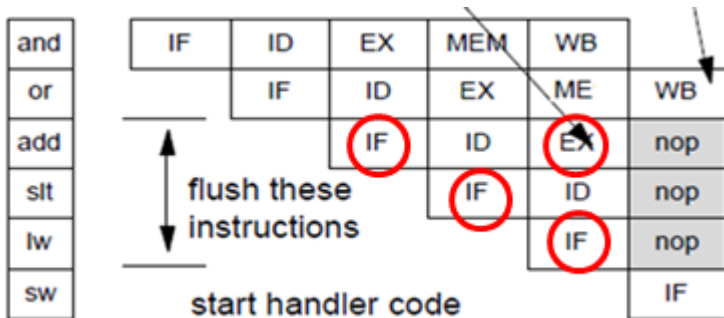 and IF ID EX MEM WB
or IF ID EX ME WB
add IF ID EX nop
slt flush these IF ID nop
lw instructions IF nop
sw start handler code IF